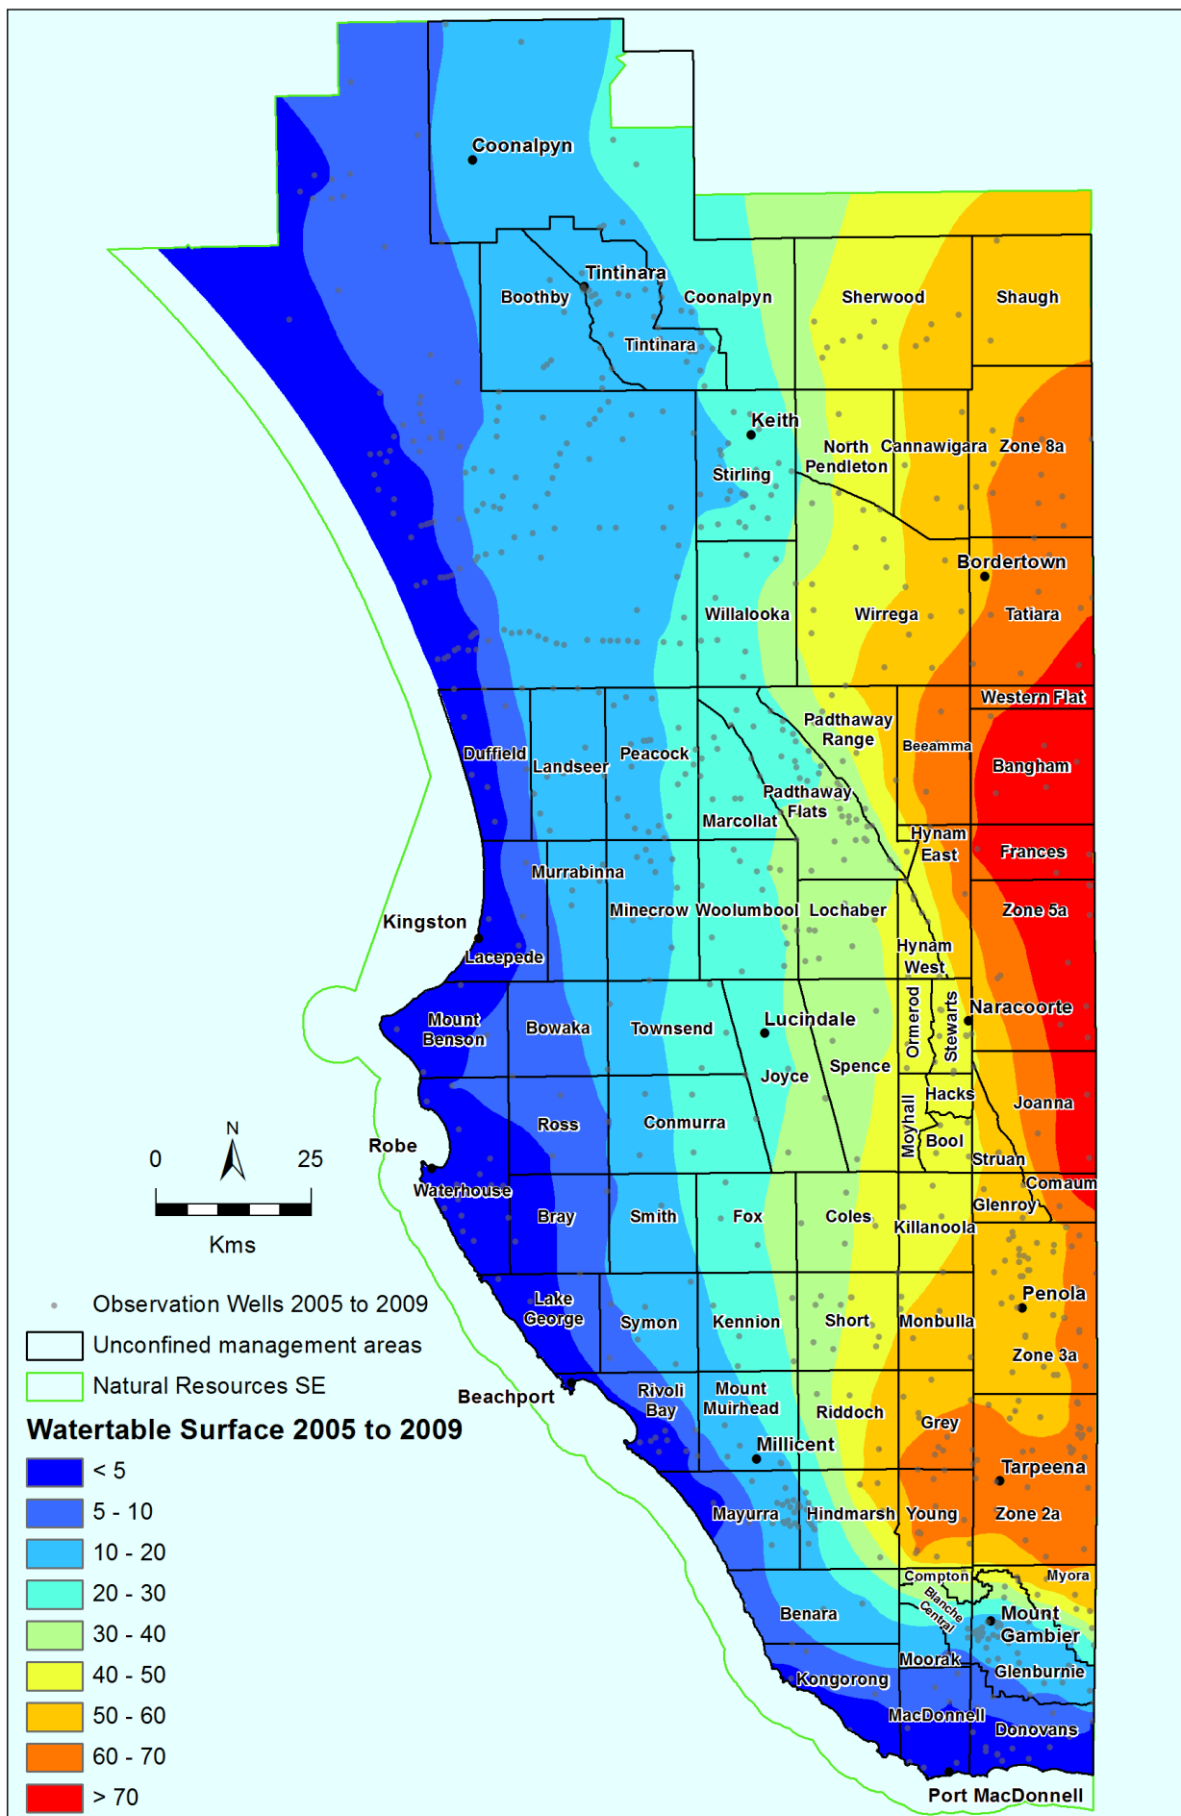 Coonalpyn
Tintinara
Boothby
Coonalpyn
Sherwood
Shaugh
Tintinara
Keith
North
Pendleton
Cannawigara
Zone 8a
Stirling
Bordertown
Willalooka
Wirrega
Tatiara
Western Flat
Padthaway
Range
Beeamma
Duffield
Landseer
Peacock
Bangham
Padthaway
Flats
Marcollat
Hynam
East
Frances
Murrabinna
Minecrow
Woolumbool
Lochaber
Zone 5a
Kingston
Lacepede
Hynam
West
Naracoorte
Mount
Benson
Bowaka
Townsend
Lucindale
Ormerod
Stewarts
Joyce
Spence
Hacks
Joanna
Ross
Conmurra
Moyhall
Bool
Struan
Robe
Waterhouse
Comaum
Glenroy
Bray
Smith
Fox
Coles
Killanoola
N
0 25
Kms
Lake
George
Symon
Kennion
Short
Monbulla
Penola
Zone 3a
Beachport
Rivoli
Bay
Mount
Muirhead
Riddoch
Grey
Millicent
Tarpeena
Mayurra
Hindmarsh
Young
Zone 2a
Compton
Myora
Blanche
Central
Benara
Mount
Gambier
Moorak
Glenburnie
Kongorong
MacDonnell
Donovans
Port MacDonnell
Observation Wells 2005 to 2009
Unconfined management areas
Natural Resources SE
Watertable Surface 2005 to 2009
< 5
5 - 10
10 - 20
20 - 30
30 - 40
40 - 50
50 - 60
60 - 70
> 70